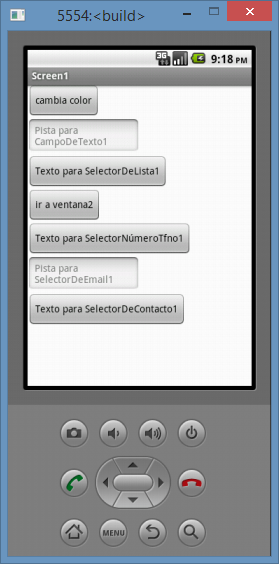 5554:<build>
3G 9:18 PM
Screen1
cambia color
Pista para
CampoDeTexto1
Texto para SelectorDeLista1
ir a ventana2
Texto para SelectorNúmeroTfno1
Pista para
SelectorDeEmail1
Texto para SelectorDeContacto1
MENU